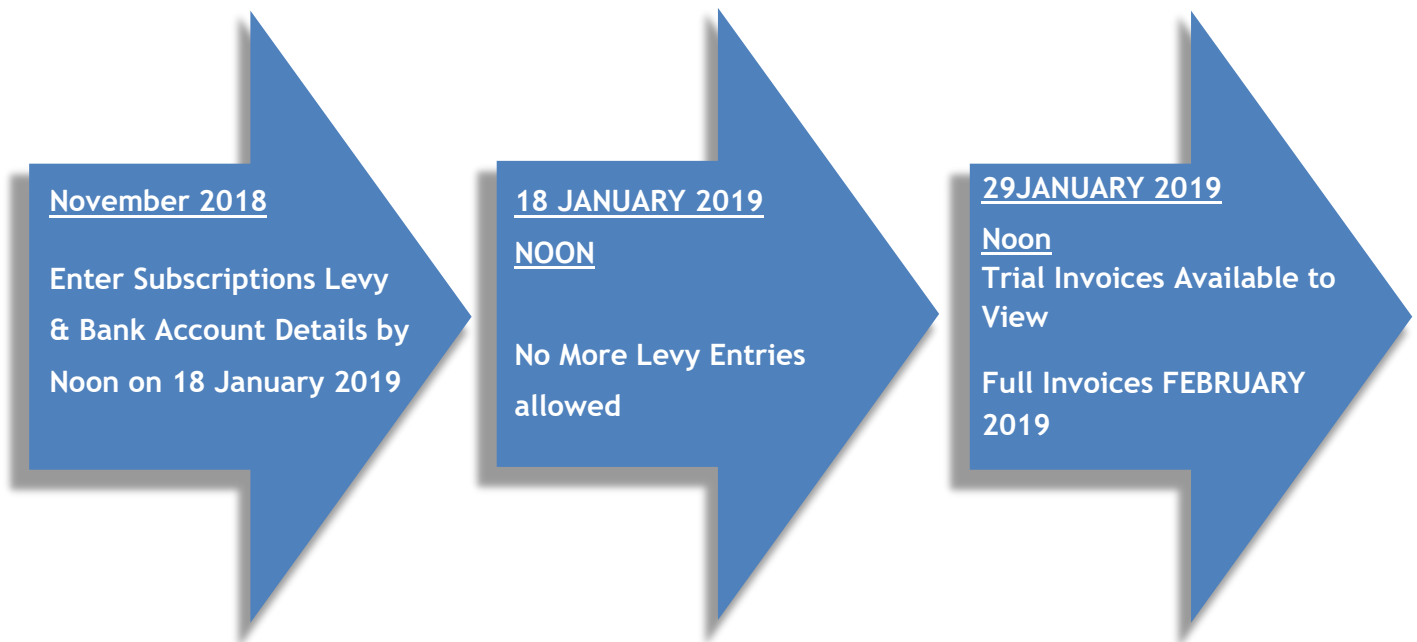 November 2018
Enter Subscriptions Levy
& Bank Account Details by
Noon on 18 January 2019
18 JANUARY 2019
NOON
No More Levy Entries
allowed
29JANUARY 2019
Noon
Trial Invoices Available to
View
Full Invoices FEBRUARY
2019